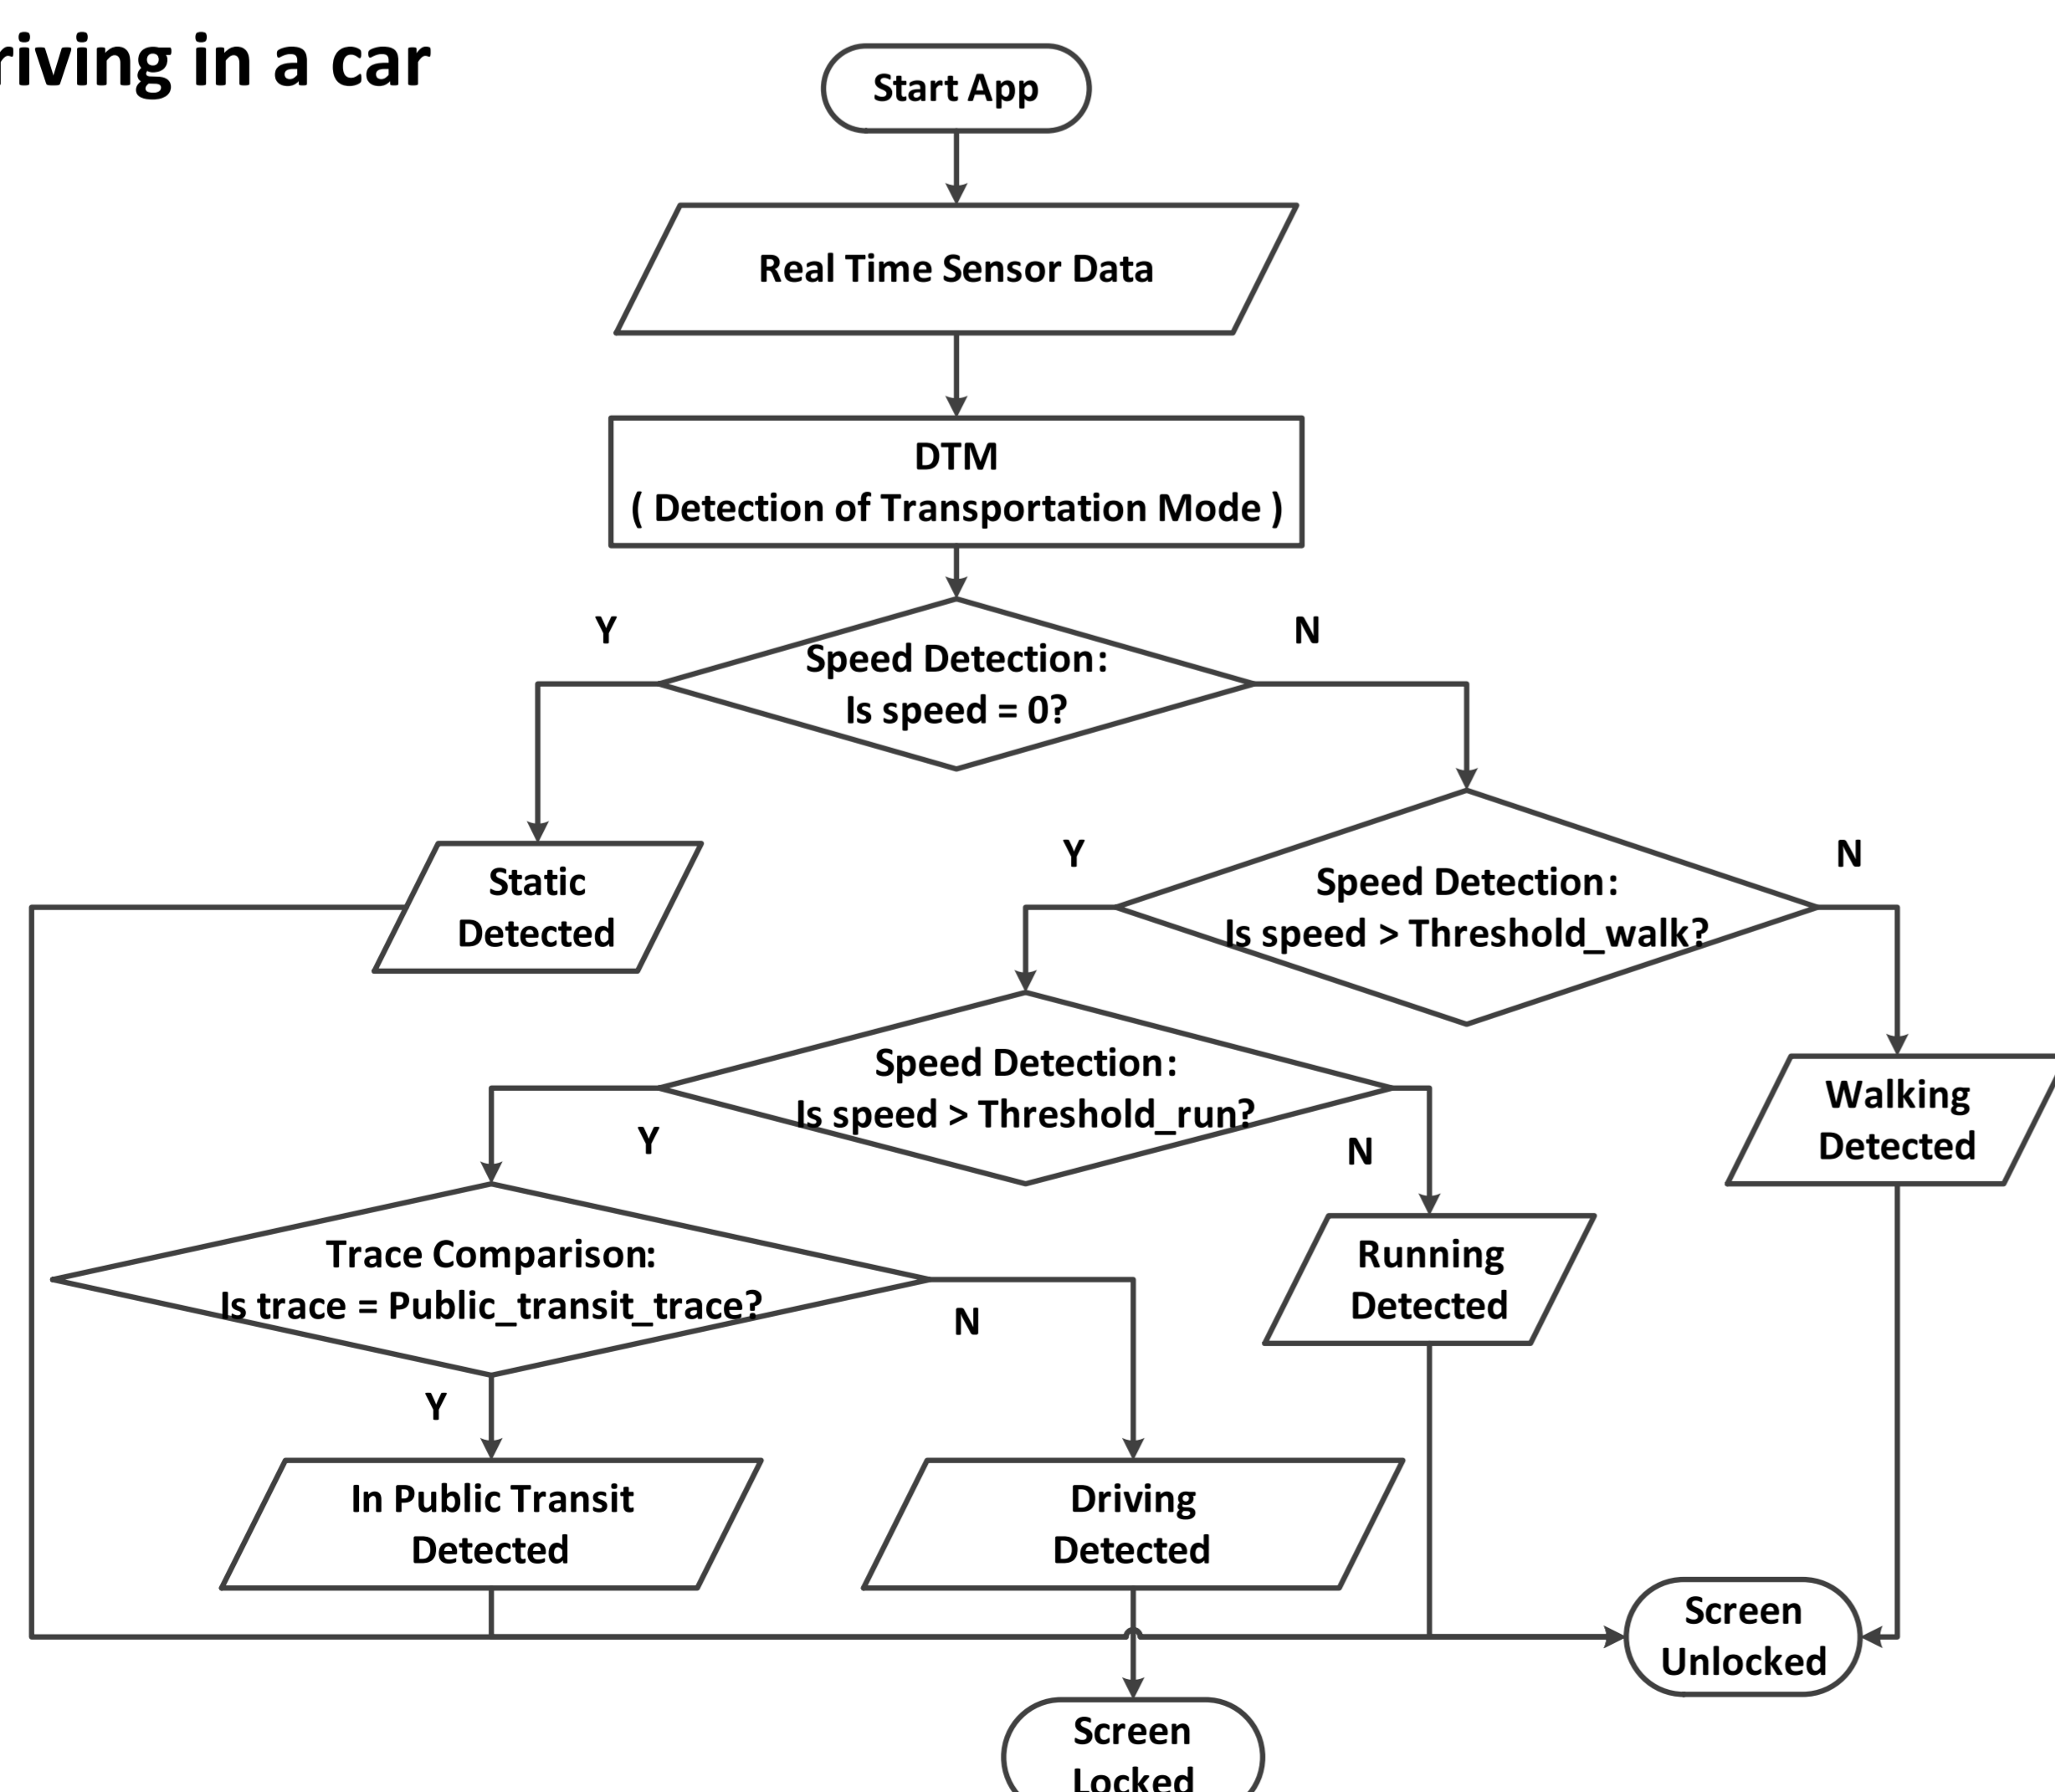 riving in a car
Start App
Real Time Sensor Data
DTM
( Detection of Transportation Mode )
Y
N
Speed Detection:
Is speed = 0?
Y
N
Static
Detected
Speed Detection:
Is speed > Threshold_walk?
Speed Detection:
Is speed > Threshold_run?
Y
N
Walking
Detected
Trace Comparison:
Is trace = Public_transit_trace?
N
Running
Detected
Y
In Public Transit
Detected
Driving
Detected
Screen
Unlocked
Screen
Locked